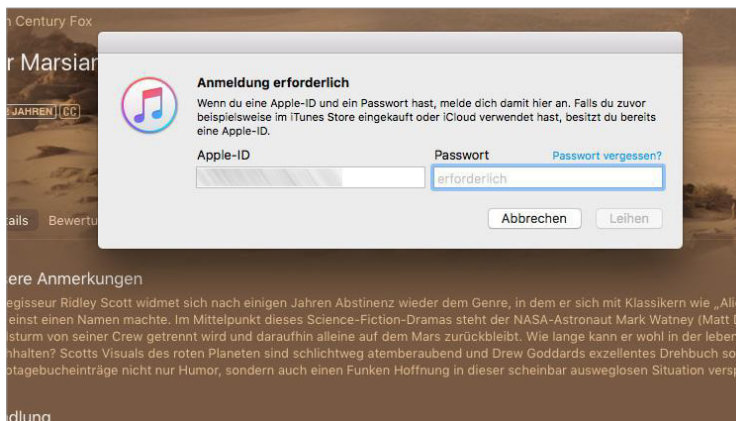 n Century Fox
r Marsian
JAHREN CC
Anmeldung erforderlich
Wenn du eine Apple-ID und ein Passwort hast, melde dich damit hier an. Falls du zuvor
beispielsweise im iTunes Store eingekauft oder iCloud verwendet hast, besitzt du bereits
eine Apple-ID.
Apple-ID Passwort Passwort vergessen?
erforderlich
Abbrechen Leihen
tails Bewertu
ere Anmerkungen
egisseur Ridley Scott widmet sich nach einigen Jahren Abstinenz wieder dem Genre, in dem er sich mit Klassikern wie „Alie
einst einen Namen machte. Im Mittelpunkt dieses Science-Fiction-Dramas steht der NASA-Astronaut Mark Watney (Matt D
dsturm von seiner Crew getrennt wird und daraufhin alleine auf dem Mars zurückbleibt. Wie lange kann er wohl in der leben
hhalten? Scotts Visuals des roten Planeten sind schlichtweg atemberaubend und Drew Goddards exzellentes Drehbuch so
otagebucheinträge nicht nur Humor, sondern auch einen Funken Hoffnung in dieser scheinbar ausweglosen Situation versp
ndlung